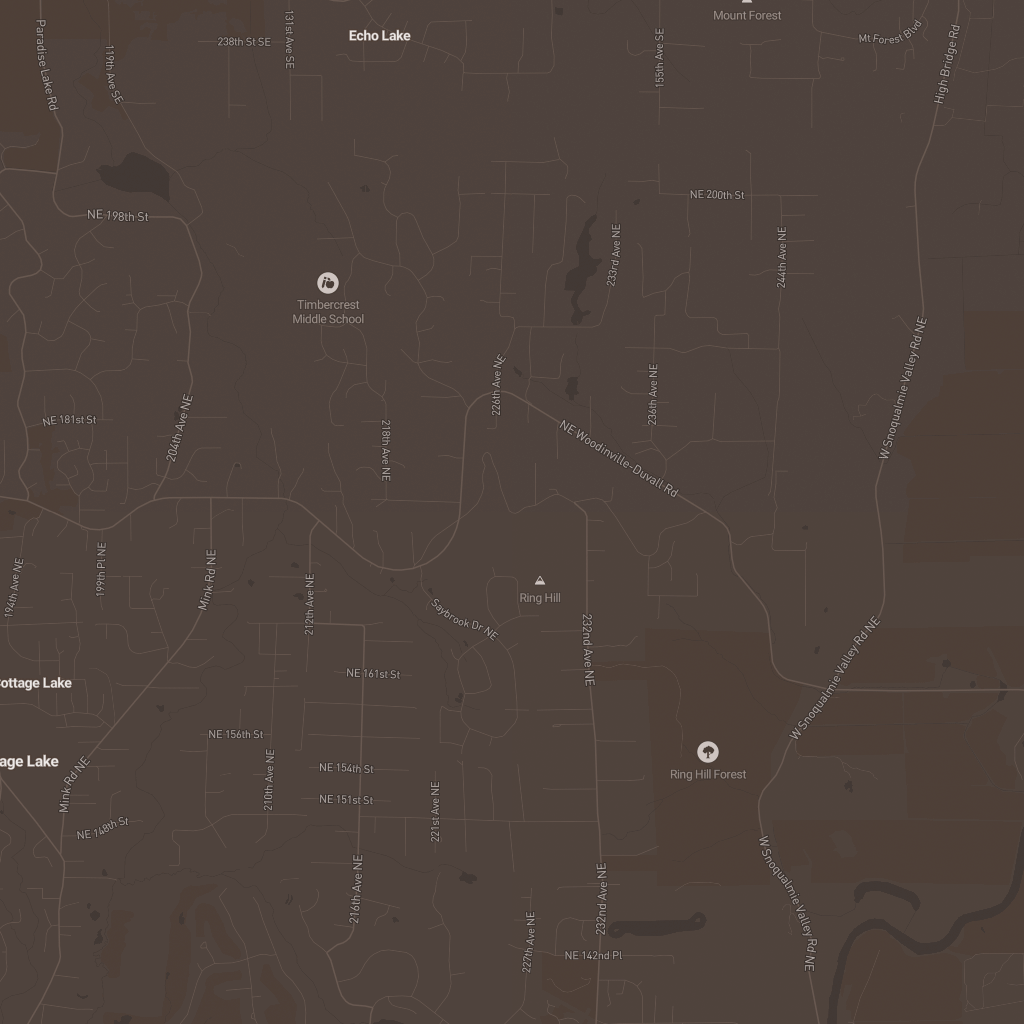 Mount Forest
Echo Lake
238th St SE
131st Ave SE
Paradise Lake Rd
119th Ave SE
155th Ave SE
Mt Forest Blvd
High Bridge Rd
NE 198th St
NE 200th St
233rd Ave NE
244th Ave NE
Timbercrest
Middle School
W Snoqualmie Valley Rd NE
226th Ave NE
236th Ave NE
NE 181st St
204th Ave NE
218th Ave NE
NE Woodinville-Duvall Rd
194th Ave NE
199th Pl NE
Mink Rd NE
212th Ave NE
Saybrook Dr NE
Ring Hill
232nd Ave NE
W Snoqualmie Valley Rd NE
ottage Lake
NE 161st St
NE 156th St
age Lake
Mink Rd NE
210th Ave NE
NE 154th St
NE 151st St
221st Ave NE
Ring Hill Forest
NE 148th St
216th Ave NE
232nd Ave NE
W Snoqualmie Valley Rd NE
227th Ave NE
NE 142nd Pl